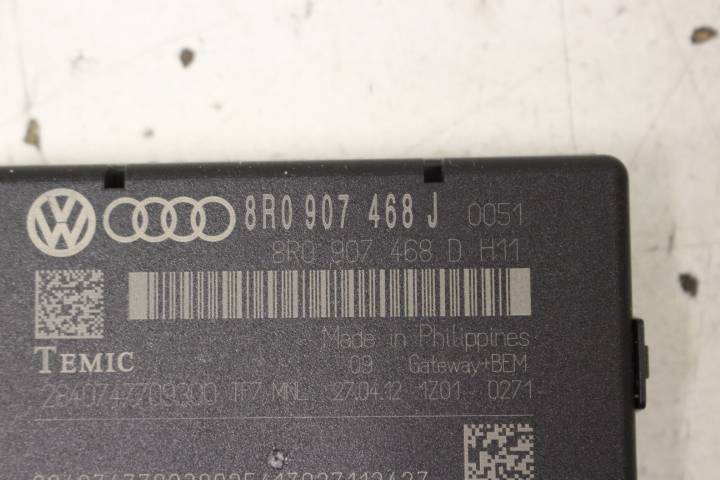 8R0 907 468 J 0051
8R0 907 468 D H11
Made in Philippines
TEMIC 09 Gateway+BEM
2840747709300 TF7 MNL 27.04.12 1Z01 0271